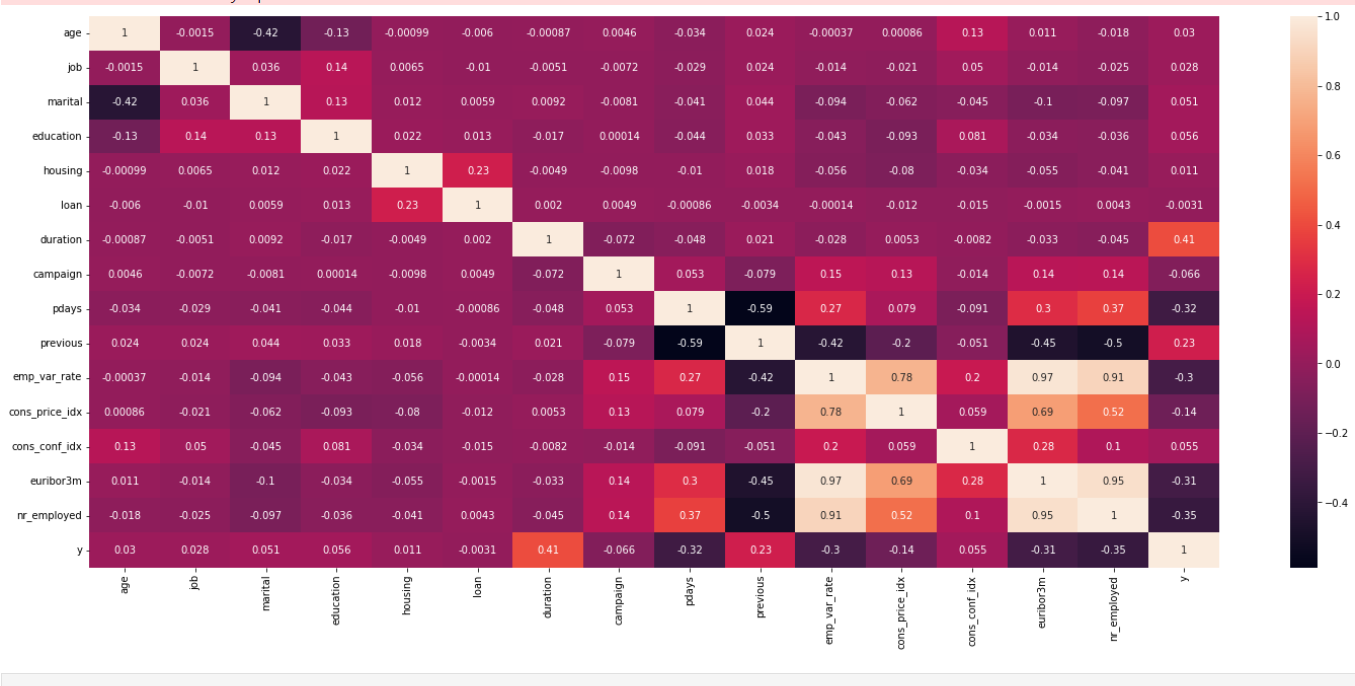 age 1 -0.0015 -0.42 -0.13 -0.00099 -0.006 -0.00087 0.0046 -0.034 0.024 -0.00037 0.00086 0.13 0.011 -0.018 0.03
job -0.0015 1 0.036 0.14 0.0065 -0.01 -0.0051 -0.0072 -0.029 0.024 -0.014 -0.021 0.05 -0.014 -0.025 0.028
marital -0.42 0.036 1 0.13 0.012 0.0059 0.0092 -0.0081 -0.041 0.044 -0.094 -0.062 -0.045 -0.1 -0.097 0.051
education -0.13 0.14 0.13 1 0.022 0.013 -0.017 0.00014 -0.044 0.033 -0.043 -0.093 0.081 -0.034 -0.036 0.056
housing -0.00099 0.0065 0.012 0.022 1 0.23 -0.0049 -0.0098 -0.01 0.018 -0.056 -0.08 -0.034 -0.055 -0.041 0.011
loan -0.006 -0.01 0.0059 0.013 0.23 1 0.002 0.0049 -0.00086 -0.0034 -0.00014 -0.012 -0.015 -0.0015 0.0043 -0.0031
duration -0.00087 -0.0051 0.0092 -0.017 -0.0049 0.002 1 -0.072 -0.048 0.021 -0.028 0.0053 -0.0082 -0.033 -0.045 0.41
campaign 0.0046 -0.0072 -0.0081 0.00014 -0.0098 0.0049 -0.072 1 0.053 -0.079 0.15 0.13 -0.014 0.14 0.14 -0.066
pdays -0.034 -0.029 -0.041 -0.044 -0.01 -0.00086 -0.048 0.053 1 -0.59 0.27 0.079 -0.091 0.3 0.37 -0.32
previous 0.024 0.024 0.044 0.033 0.018 -0.0034 0.021 -0.079 -0.59 1 -0.42 -0.2 -0.051 -0.45 -0.5 0.23
emp_var_rate -0.00037 -0.014 -0.094 -0.043 -0.056 -0.00014 -0.028 0.15 0.27 -0.42 1 0.78 0.2 0.97 0.91 -0.3
cons_price_idx 0.00086 -0.021 -0.062 -0.093 -0.08 -0.012 0.0053 0.13 0.079 -0.2 0.78 1 0.059 0.69 0.52 -0.14
cons_conf_idx 0.13 0.05 -0.045 0.081 -0.034 -0.015 -0.0082 -0.014 -0.091 -0.051 0.2 0.059 1 0.28 0.1 0.055
euribor3m 0.011 -0.014 -0.1 -0.034 -0.055 -0.0015 -0.033 0.14 0.3 -0.45 0.97 0.69 0.28 1 0.95 -0.31
nr_employed -0.018 -0.025 -0.097 -0.036 -0.041 0.0043 -0.045 0.14 0.37 -0.5 0.91 0.52 0.1 0.95 1 -0.35
y 0.03 0.028 0.051 0.056 0.011 -0.0031 0.41 -0.066 -0.32 0.23 -0.3 -0.14 0.055 -0.31 -0.35 1
age job marital education housing loan duration campaign pdays previous emp_var_rate cons_price_idx cons_conf_idx euribor3m nr_employed y
1.0
0.8
0.6
0.4
0.2
0.0
−0.2
−0.4